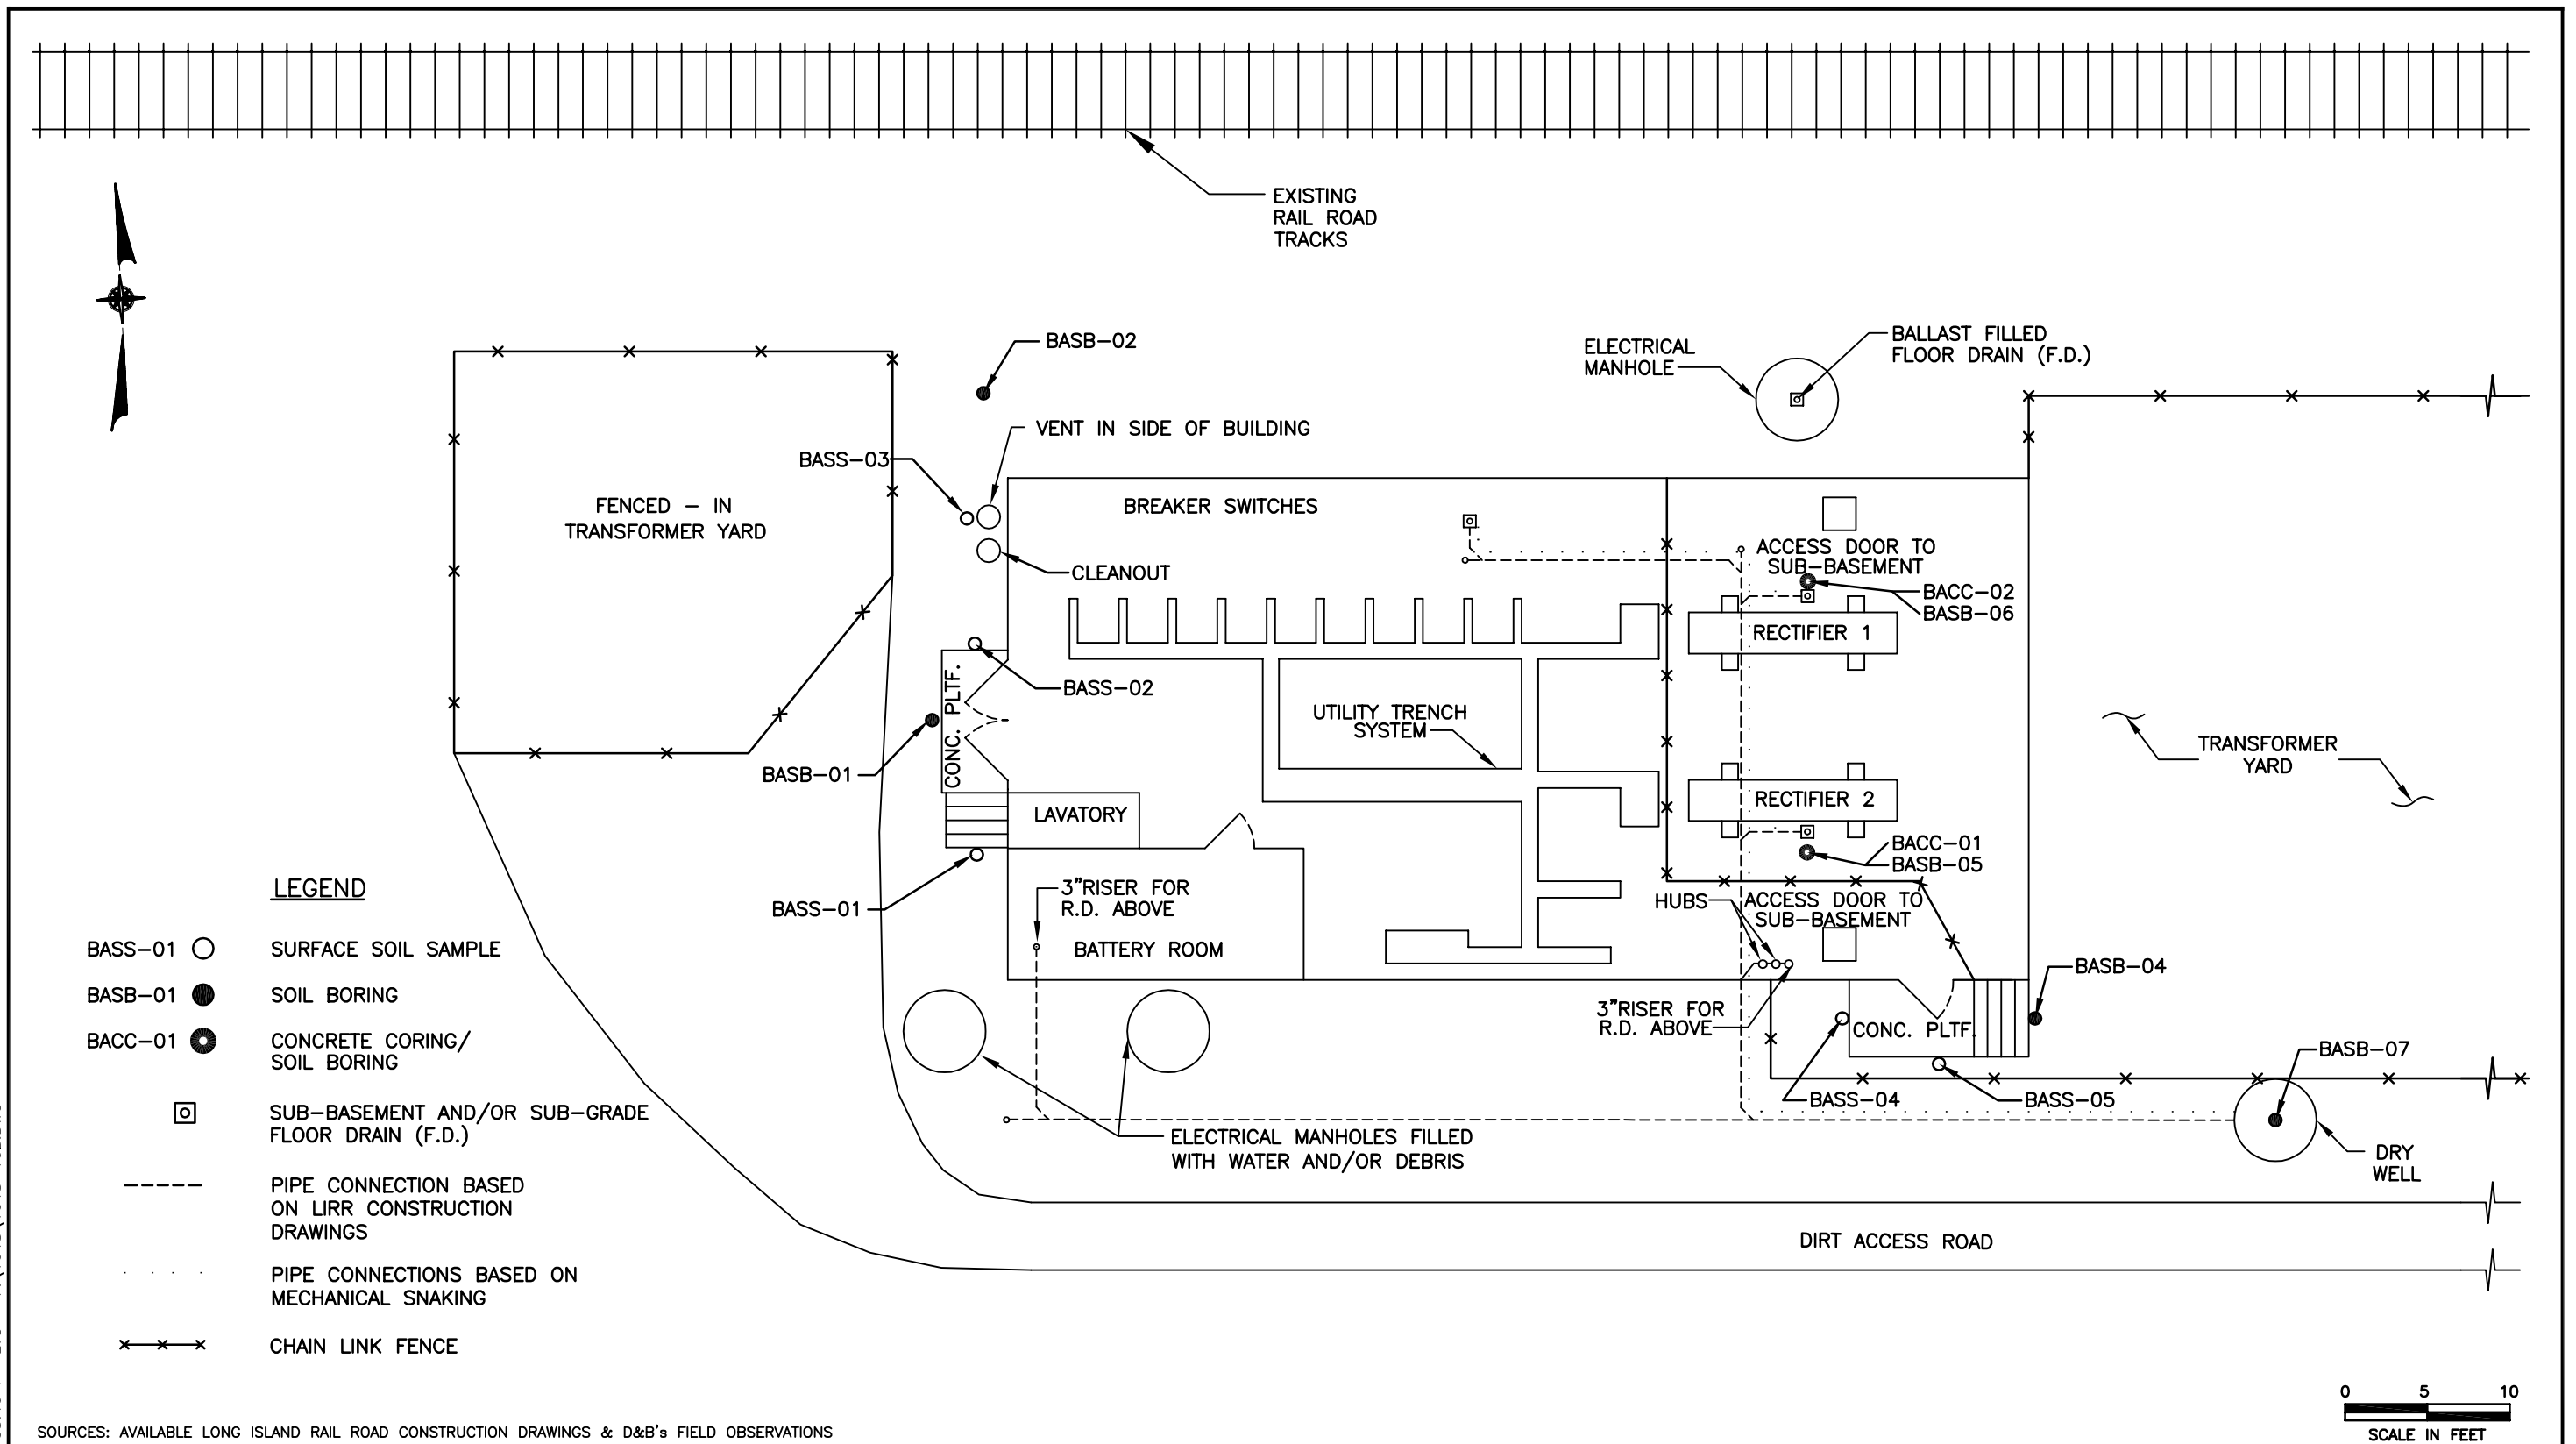 EXISTING
RAIL ROAD
TRACKS
BASB-02
ELECTRICAL
MANHOLE
BALLAST FILLED
FLOOR DRAIN (F.D.)
VENT IN SIDE OF BUILDING
BASS-03
FENCED - IN
TRANSFORMER YARD
BREAKER SWITCHES
CLEANOUT
ACCESS DOOR TO
SUB-BASEMENT
BACC-02
BASB-06
RECTIFIER 1
BASS-02
CONC. PLTF.
UTILITY TRENCH
SYSTEM
TRANSFORMER
YARD
BASB-01
RECTIFIER 2
LAVATORY
BACC-01
BASB-05
BASS-01
3"RISER FOR
R.D. ABOVE
HUBS
ACCESS DOOR TO
SUB-BASEMENT
BATTERY ROOM
BASB-04
3"RISER FOR
R.D. ABOVE
CONC. PLTF.
BASB-07
BASS-04
BASS-05
ELECTRICAL MANHOLES FILLED
WITH WATER AND/OR DEBRIS
DRY
WELL
DIRT ACCESS ROAD
LEGEND
BASS-01 SURFACE SOIL SAMPLE
BASB-01 SOIL BORING
BACC-01 CONCRETE CORING/
SOIL BORING
SUB-BASEMENT AND/OR SUB-GRADE
FLOOR DRAIN (F.D.)
PIPE CONNECTION BASED
ON LIRR CONSTRUCTION
DRAWINGS
PIPE CONNECTIONS BASED ON
MECHANICAL SNAKING
CHAIN LINK FENCE
0 5 10
SCALE IN FEET
SOURCES: AVAILABLE LONG ISLAND RAIL ROAD CONSTRUCTION DRAWINGS & D&B's FIELD OBSERVATIONS